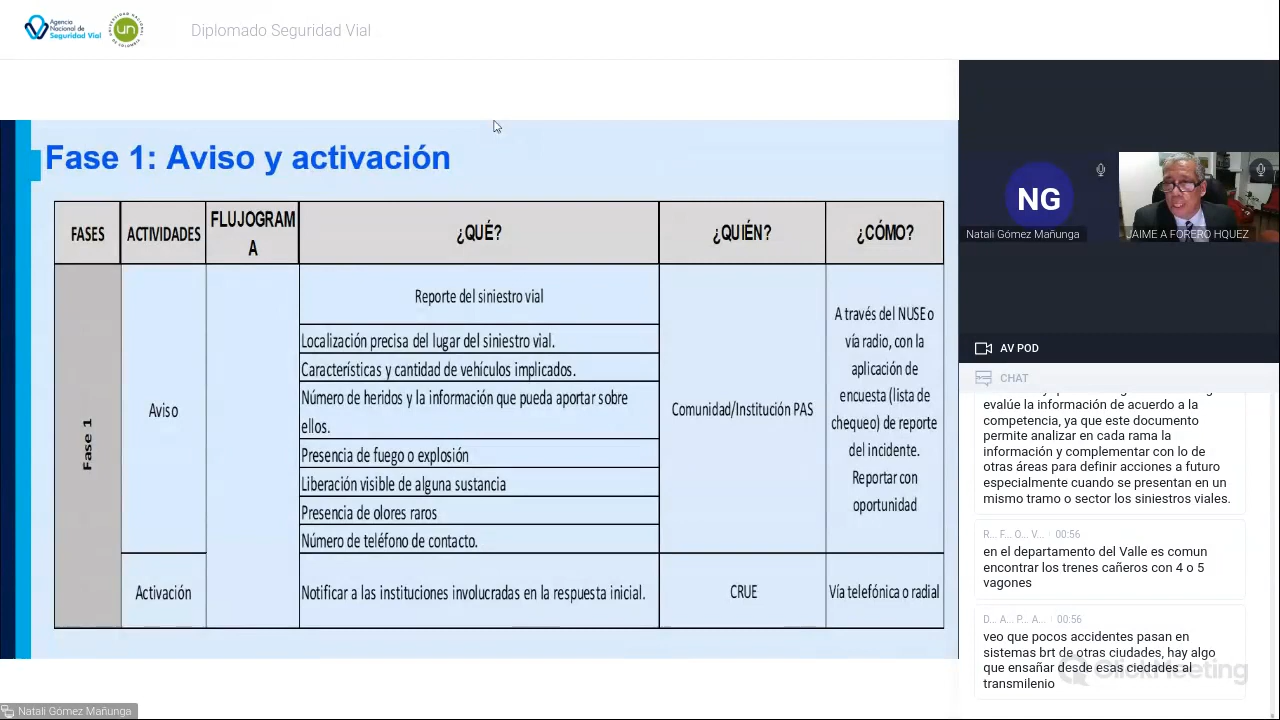 Agencia
Nacional de
Seguridad Vial
un
Diplomado Seguridad Vial
Fase 1: Aviso y activación
FASES
ACTIVIDADES
FLUJOGRAM
A
¿QUÉ?
¿QUIÉN?
¿CÓMO?
Fase 1
Aviso
Reporte del siniestro vial
Localización precisa del lugar del siniestro vial.
Características y cantidad de vehículos implicados.
Número de heridos y la información que pueda aportar sobre
ellos.
Presencia de fuego o explosión
Liberación visible de alguna sustancia
Presencia de olores raros
Número de teléfono de contacto.
Comunidad/Institución PAS
A través del NUSE o
vía radio, con la
aplicación de
encuesta (lista de
chequeo) de reporte
del incidente.
Reportar con
oportunidad
Activación
Notificar a las instituciones involucradas en la respuesta inicial.
CRUE
Vía telefónica o radial
NG
Natali Gómez Mañunga
JAIME A FORERO HQUEZ
AV POD
CHAT
evalúe la información de acuerdo a la
competencia, ya que este documento
permite analizar en cada rama la
información y complementar con lo de
otras áreas para definir acciones a futuro
especialmente cuando se presentan en un
mismo tramo o sector los siniestros viales.
R... F... O... V... 00:56
en el departamento del Valle es comun
encontrar los trenes cañeros con 4 o 5
vagones
D... A... P... A... 00:56
veo que pocos accidentes pasan en
sistemas brt de otras ciudades, hay algo
que ensañar desde esas ciedades al
transmilenio
ClickMeeting
Natali Gómez Mañunga